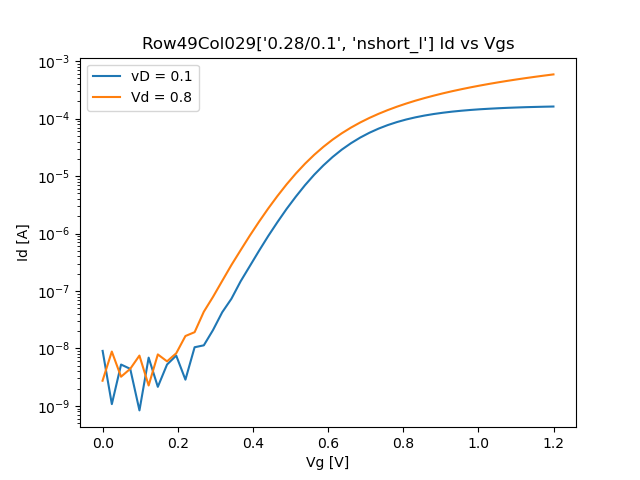 Row49Col029['0.28/0.1', 'nshort_l'] Id vs Vgs
vD = 0.1
Vd = 0.8
Id [A]
10⁻³
10⁻⁴
10⁻⁵
10⁻⁶
10⁻⁷
10⁻⁸
10⁻⁹
0.0 0.2 0.4 0.6 0.8 1.0 1.2
Vg [V]